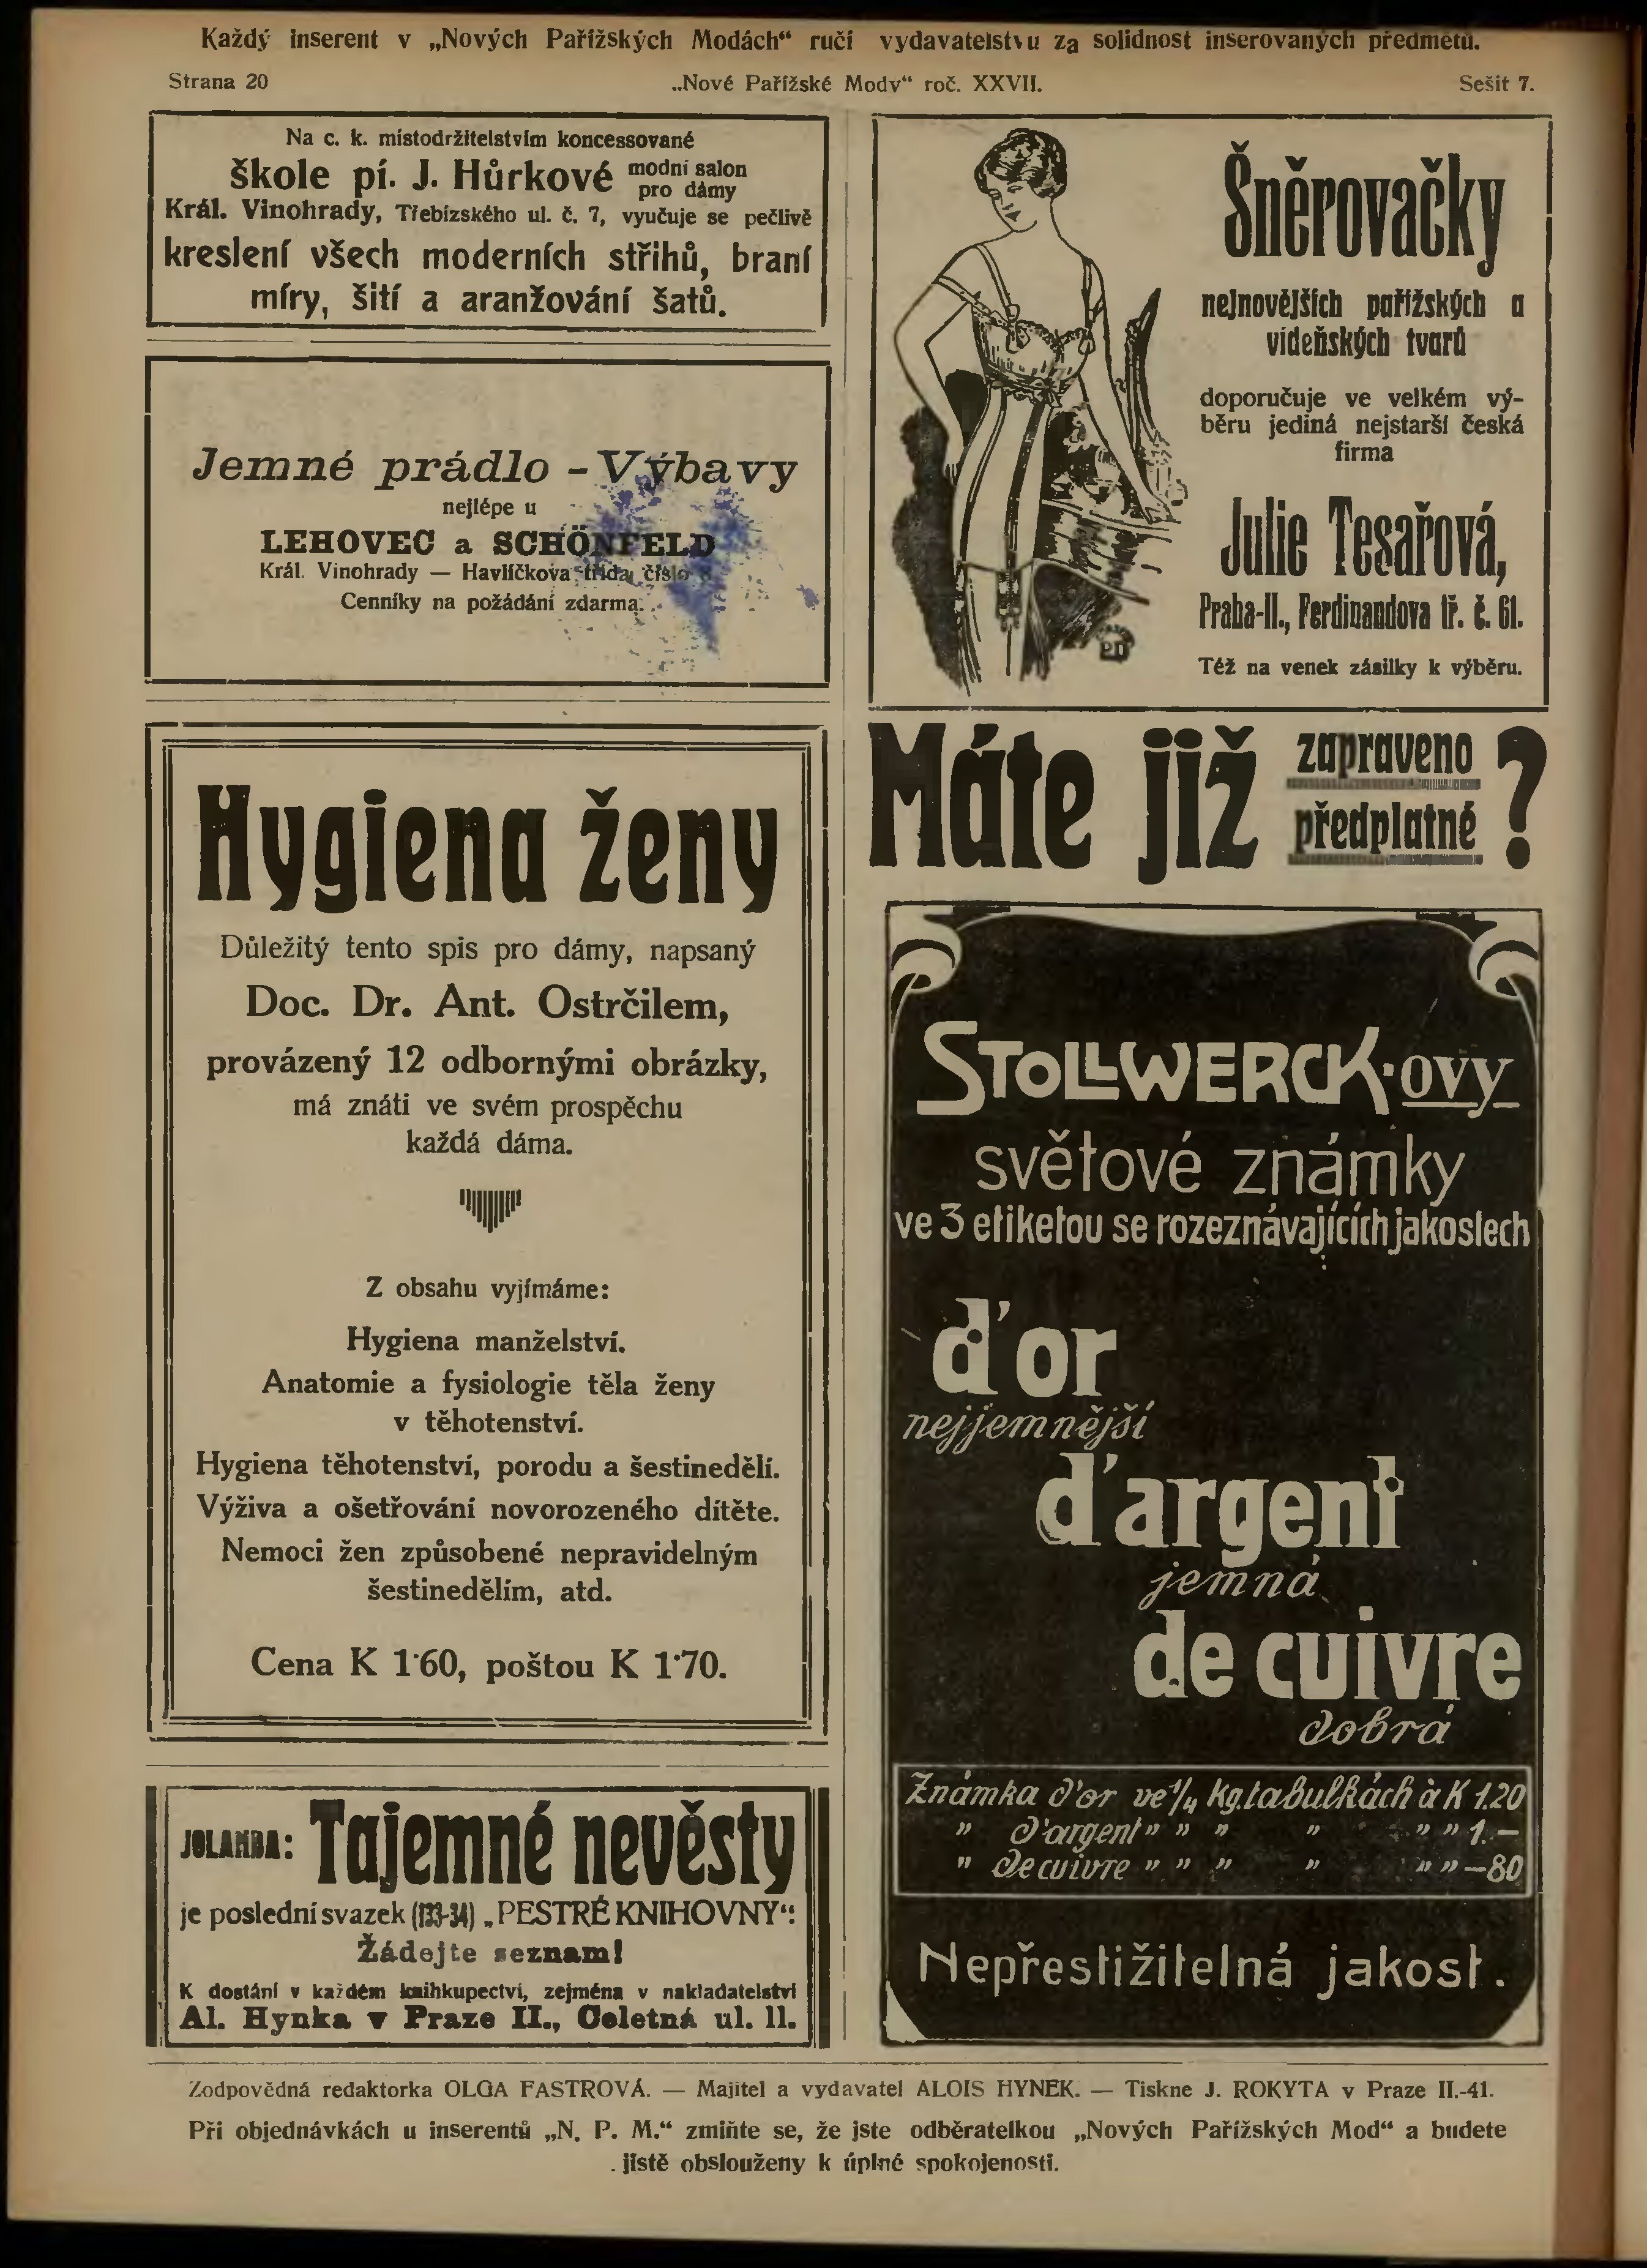 Každý inserent v „Nových Pařížských Modách“ ručí vydavatelstvu za solidnost inserovaných předmětů.
Strana 20
„Nové Pařížské Mody“ roč. XXVII.
Sešit 7.
Na c. k. místodržitelstvím koncessované
škole pí. J. Hůrkové modní salon
pro dámy
Král. Vinohrady, Třebízského ul. č. 7, vyučuje se pečlivě
kreslení všech moderních střihů, braní
míry, šití a aranžování šatů.
Jemné prádlo - Výbavy
nejlépe u
LEHOVEC a SCHÖNFELD
Král. Vinohrady — Havlíčkova třída, číslo
Cenníky na požádání zdarma.
Hygiena ženy
Důležitý tento spis pro dámy, napsaný
Doc. Dr. Ant. Ostrčilem,
provázený 12 odbornými obrázky,
má znáti ve svém prospěchu
každá dáma.
Z obsahu vyjímáme:
Hygiena manželství.
Anatomie a fysiologie těla ženy
v těhotenství.
Hygiena těhotenství, porodu a šestinedělí.
Výživa a ošetřování novorozeného dítěte.
Nemoci žen způsobené nepravidelným
šestinedělím, atd.
Cena K 1·60, poštou K 1·70.
JOLANDA: Tajemné nevěsty
je poslední svazek (133-34) „PESTRÉ KNIHOVNY“:
Žádejte seznam!
K dostání v každém knihkupectví, zejména v nakladatelství
Al. Hynka v Praze II., Celetná ul. 11.
Šněrovačky
nejnovějších pařížských a
vídeňských tvarů
doporučuje ve velkém vý-
běru jediná nejstarší česká
firma
Julie Tesařová,
Praha-II., Ferdinandova tř. č. 61.
Též na venek zásilky k výběru.
Máte již zapraveno
předplatné ?
STOLLWERCK·ovy
světové známky
ve 3 etiketou se rozeznávajících jakostech
d'or
nejjemnější
d'argent
jemná
de cuivre
dobrá
Známka d'or ve 1/4 kg. tabulkách à K 1.20
" d'argent " " " " " " 1.—
" de cuivre " " " " " " —80
Nepřestižitelná jakost.
Zodpovědná redaktorka OLGA FASTROVÁ. — Majitel a vydavatel ALOIS HYNEK. — Tiskne J. ROKYTA v Praze II.-41.
Při objednávkách u inserentů „N. P. M.“ zmiňte se, že jste odběratelkou „Nových Pařížských Mod“ a budete
jistě obslouženy k úplné spokojenosti.